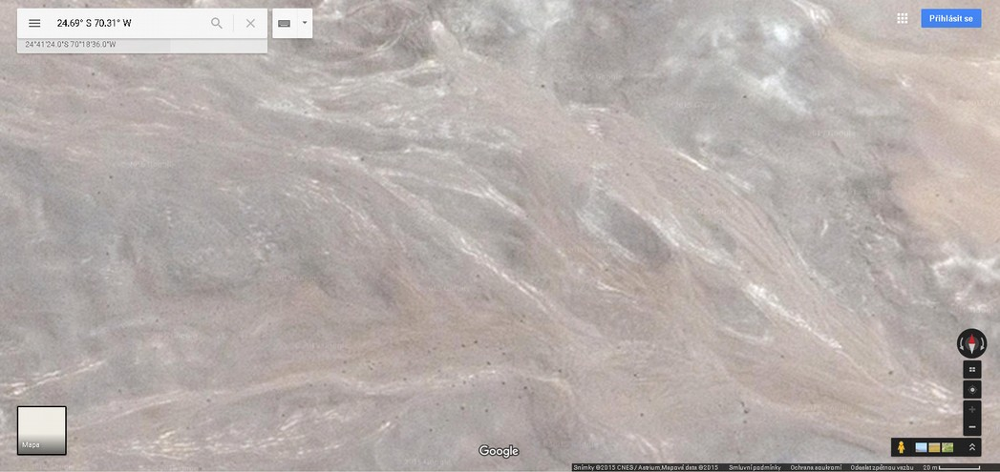 24.69° S 70.31° W
Přihlásit se
24°41'24.0"S 70°18'36.0"W
Mapa
Google
Snímky ©2015 CNES / Astrium,Mapová data ©2015 Smluvní podmínky Ochrana soukromí Odeslat zpětnou vazbu 20 m